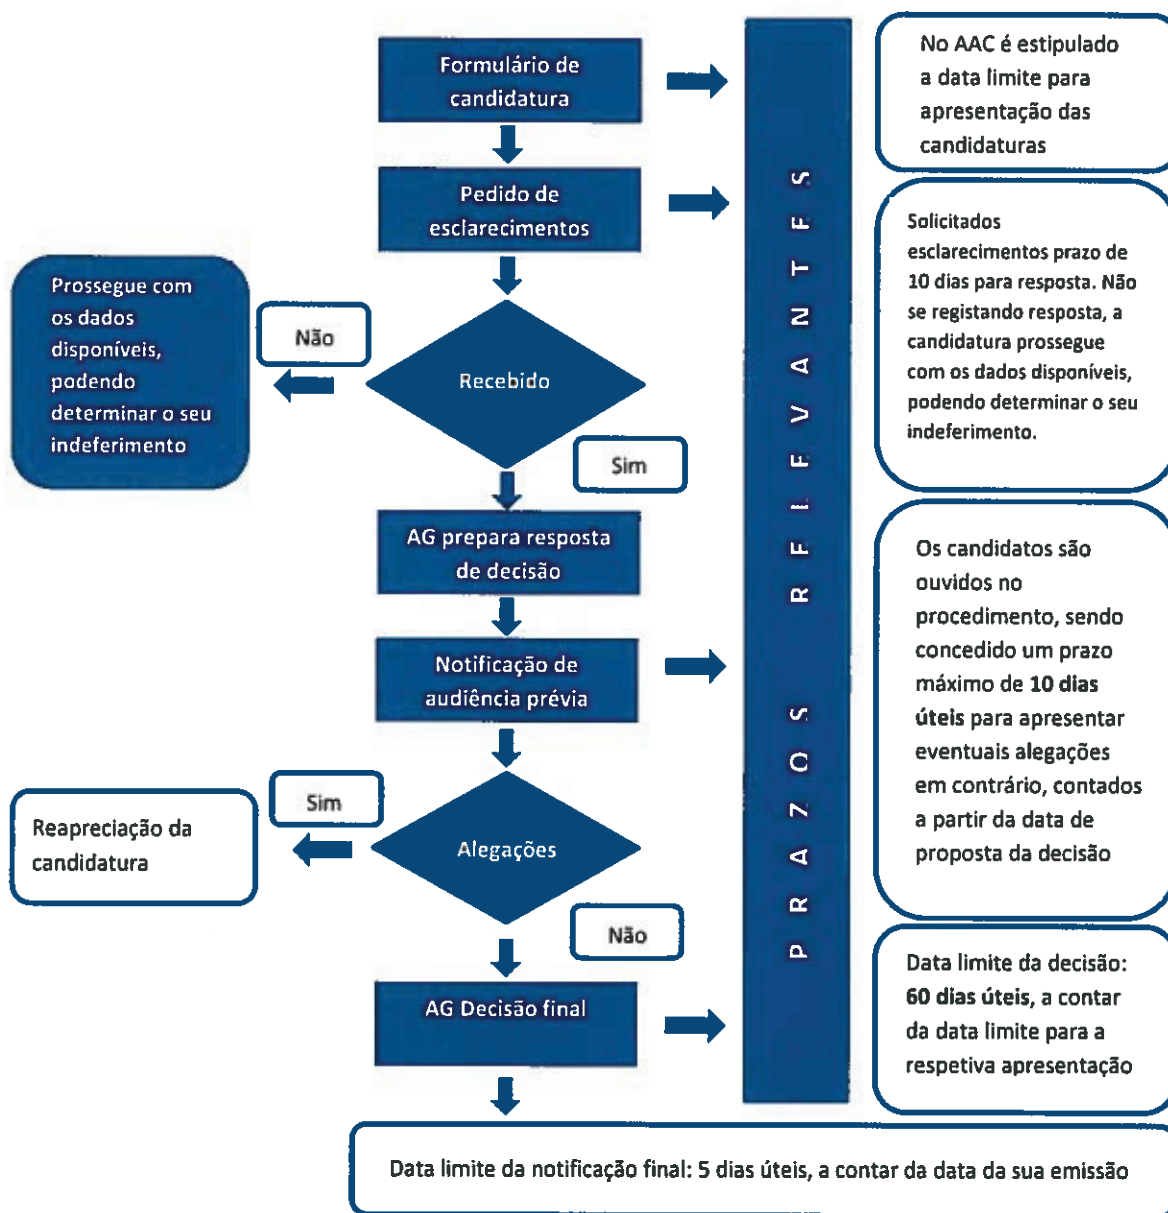 Formulário de
candidatura
No AAC é estipulado
a data limite para
apresentação das
candidaturas
Pedido de
esclarecimentos
Solicitados
esclarecimentos prazo de
10 dias para resposta. Não
se registando resposta, a
candidatura prossegue
com os dados disponíveis,
podendo determinar o seu
indeferimento.
Prossegue com
os dados
disponíveis,
podendo
determinar o seu
indeferimento
Não
Recebido
Sim
AG prepara resposta
de decisão
Notificação de
audiência prévia
Os candidatos são
ouvidos no
procedimento, sendo
concedido um prazo
máximo de 10 dias
úteis para apresentar
eventuais alegações
em contrário, contados
a partir da data de
proposta da decisão
Sim
Reapreciação da
candidatura
Alegações
Não
AG Decisão final
Data limite da decisão:
60 dias úteis, a contar
da data limite para a
respetiva apresentação
PRAZOS RELEVANTES
Data limite da notificação final: 5 dias úteis, a contar da data da sua emissão